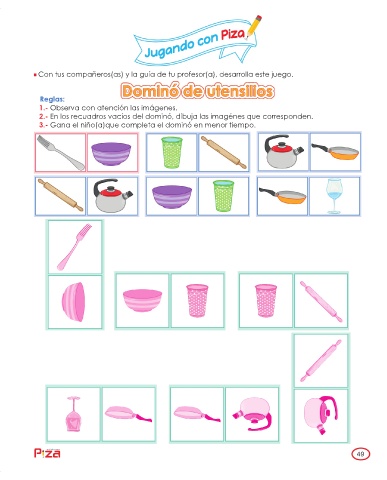 Jugando con Piza
Con tus compañeros(as) y la guía de tu profesor(a), desarrolla este juego.
Dominó de utensilios
Reglas:
1.- Observa con atención las imágenes.
2.- En los recuadros vacíos del dominó, dibuja las imagénes que corresponden.
3.- Gana el niño(a)que completa el dominó en menor tiempo.
Piza
49